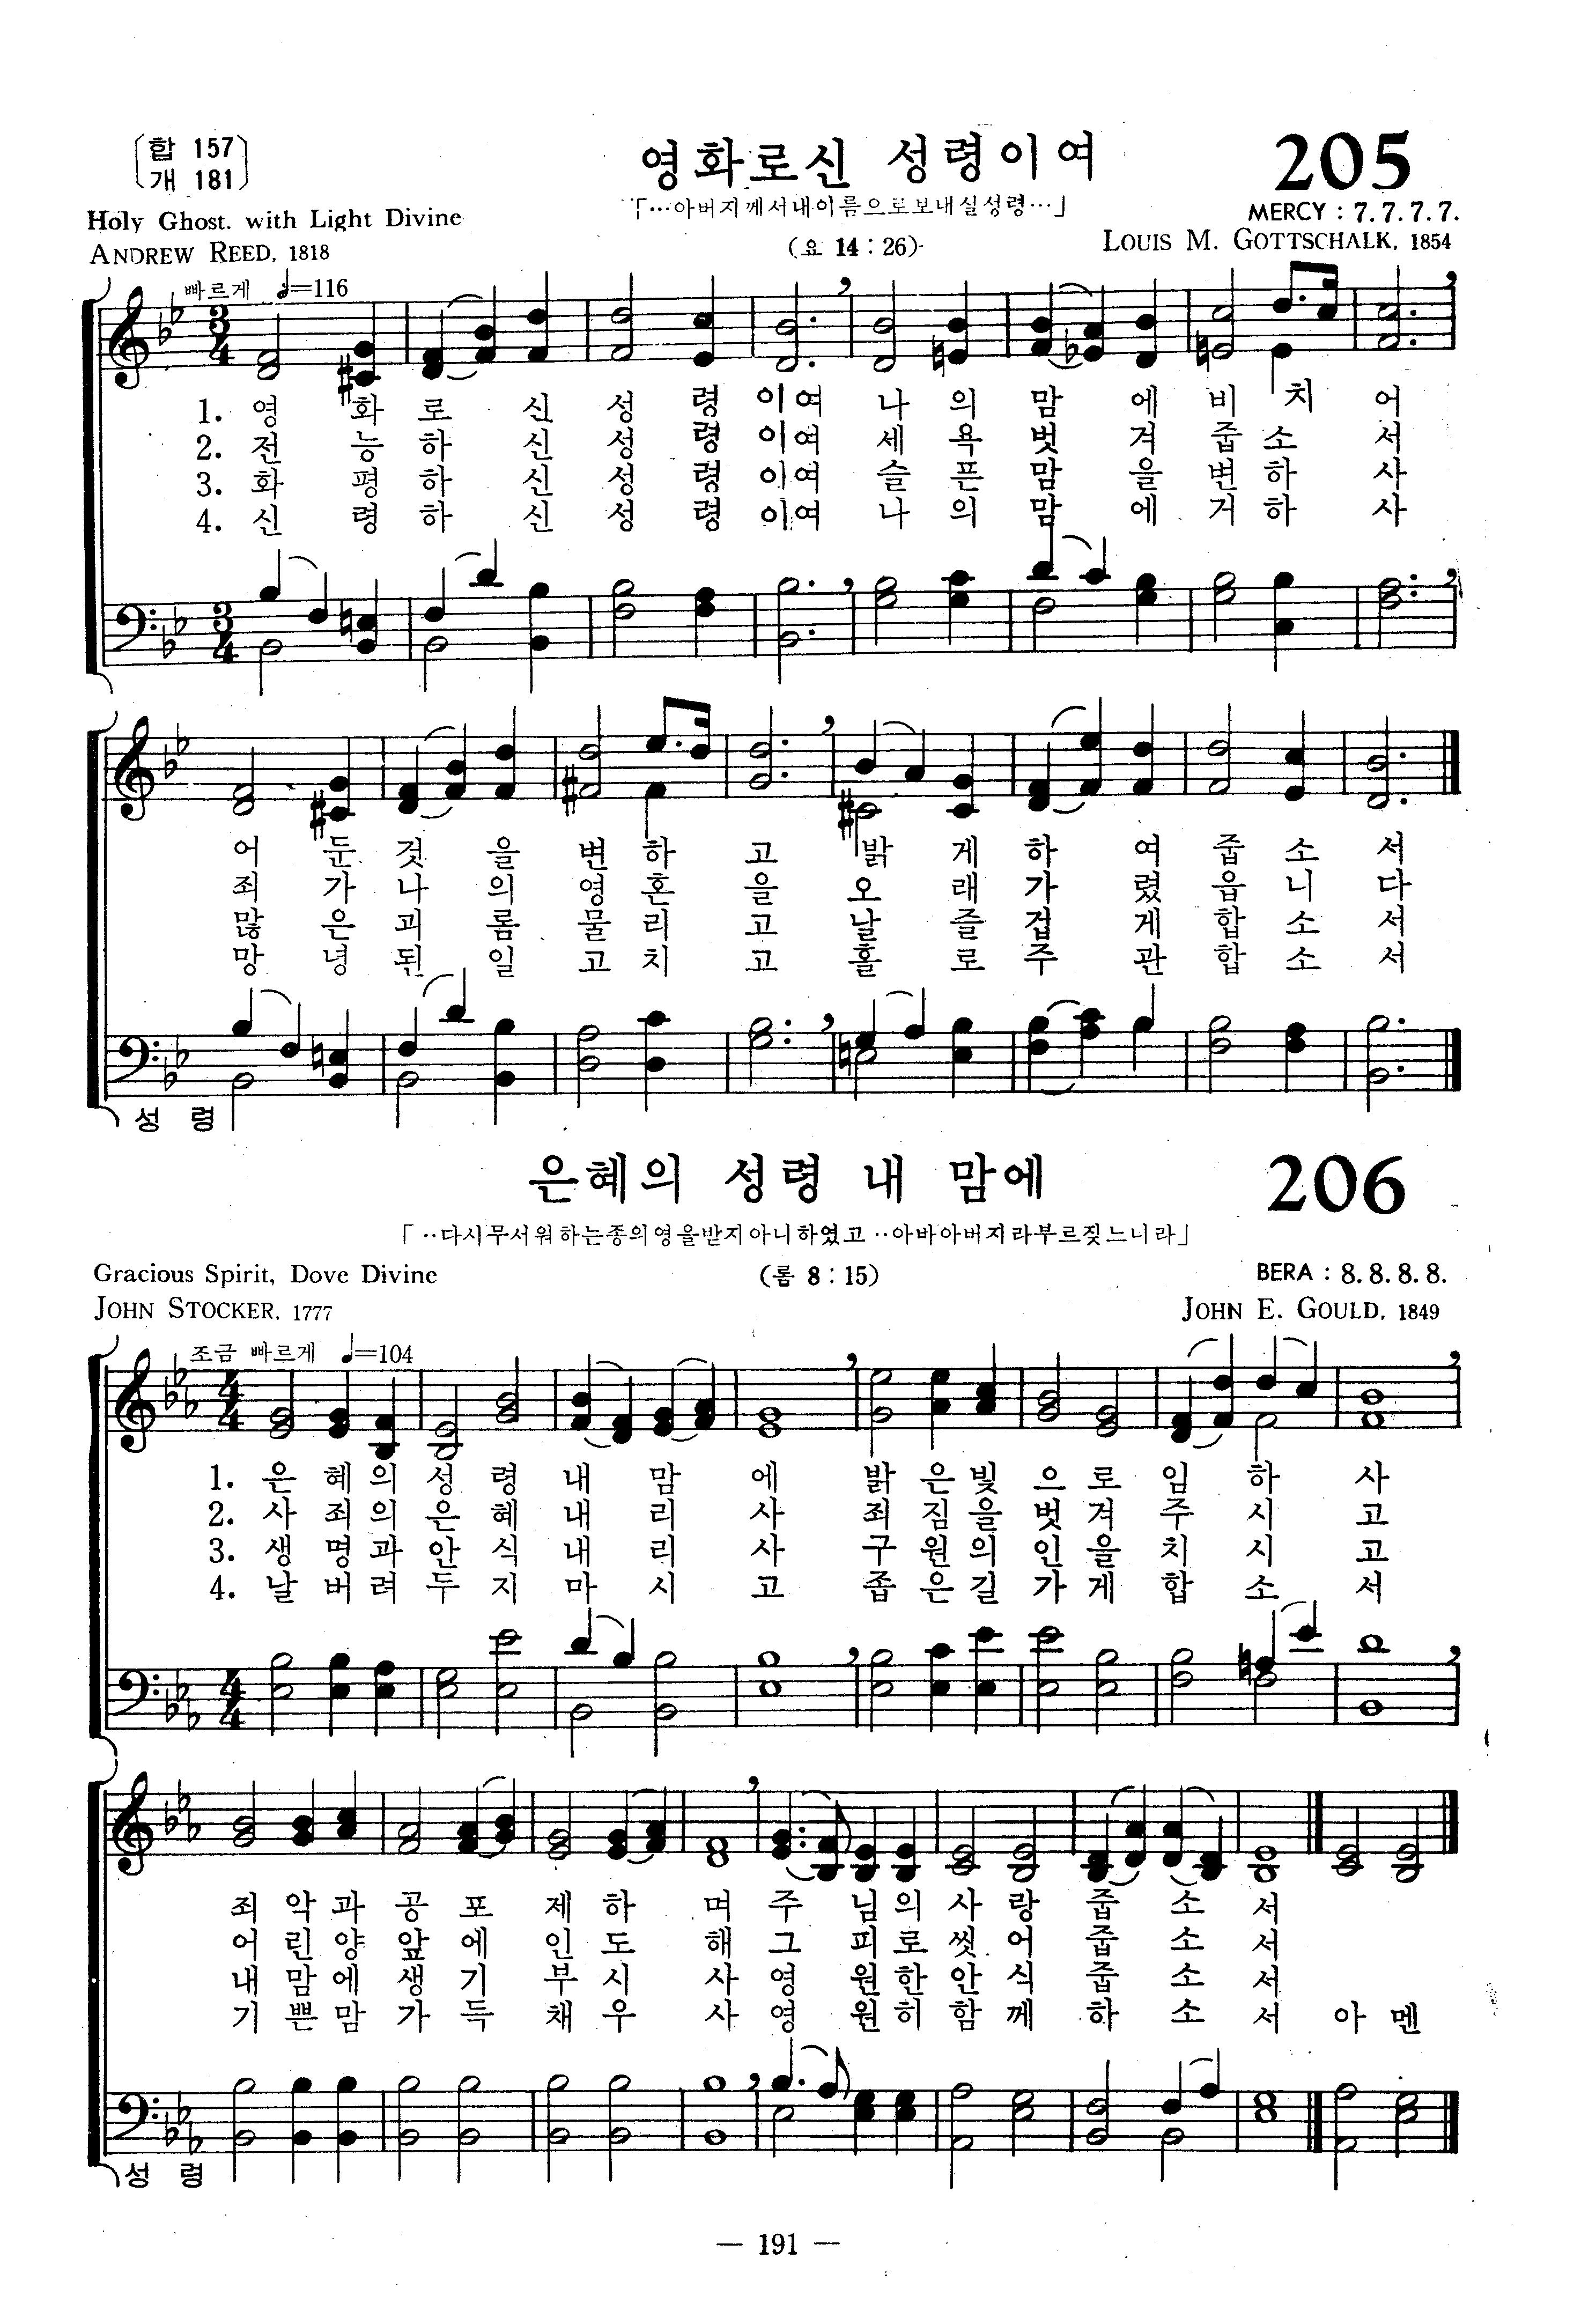 합 157
개 181
영화로신 성령이여
205
「…아버지께서내이름으로보내실성령…」
Holy Ghost. with Light Divine
(요 14 : 26)
MERCY : 7. 7. 7. 7.
ANDREW REED, 1818
LOUIS M. GOTTSCHALK, 1854
빠르게 =116
3/4
1. 영화로신성령이여나의맘에비치어
2. 전능하신성령이여세욕벗겨줍소서
3. 화평하신성령이여슬픈맘을변하사
4. 신령하신성령이여나의맘에거하사
3/4
어둔것을변하고밝게하여줍소서
죄가나의영혼을오래가렸읍니다
많은괴롬물리고날즐겁게합소서
망녕된일고치고홀로주관합소서
성 령
은혜의 성령 내 맘에
206
「‥다시무서워하는종의영을받지아니하였고‥아바아버지라부르짖느니라」
Gracious Spirit, Dove Divine
(롬 8 : 15)
BERA : 8. 8. 8. 8.
JOHN STOCKER, 1777
JOHN E. GOULD, 1849
조금 빠르게 ♩=104
4/4
1. 은혜의성령내맘에밝은빛으로임하사
2. 사죄의은혜내리사죄짐을벗겨주시고
3. 생명과안식내리사구원의인을치시고
4. 날버려두지마시고좁은길가게합소서
4/4
죄악과공포제하며주님의사랑줍소서
어린양앞에인도해그피로씻어줍소서
내맘에생기부시사영원한안식줍소서
기쁜맘가득채우사영원히함께하소서 아멘
성 령
— 191 —